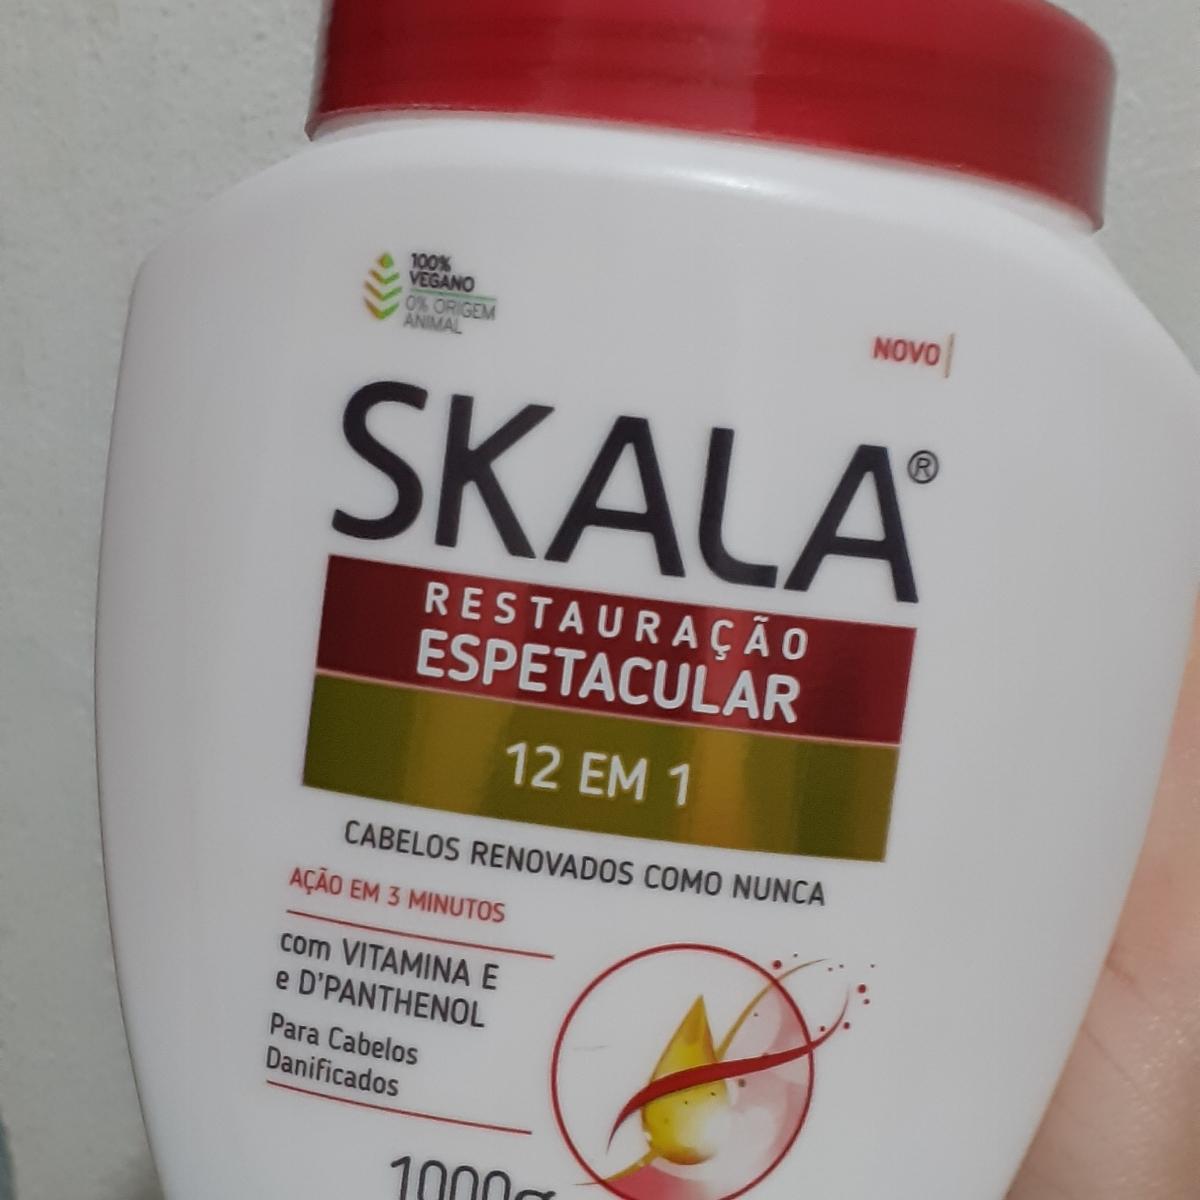 100%
VEGANO
0% ORIGEM
ANIMAL
NOVO
SKALA®
RESTAURAÇÃO
ESPETACULAR
12 EM 1
CABELOS RENOVADOS COMO NUNCA
AÇÃO EM 3 MINUTOS
com VITAMINA E
e D'PANTHENOL
Para Cabelos
Danificados
1000g